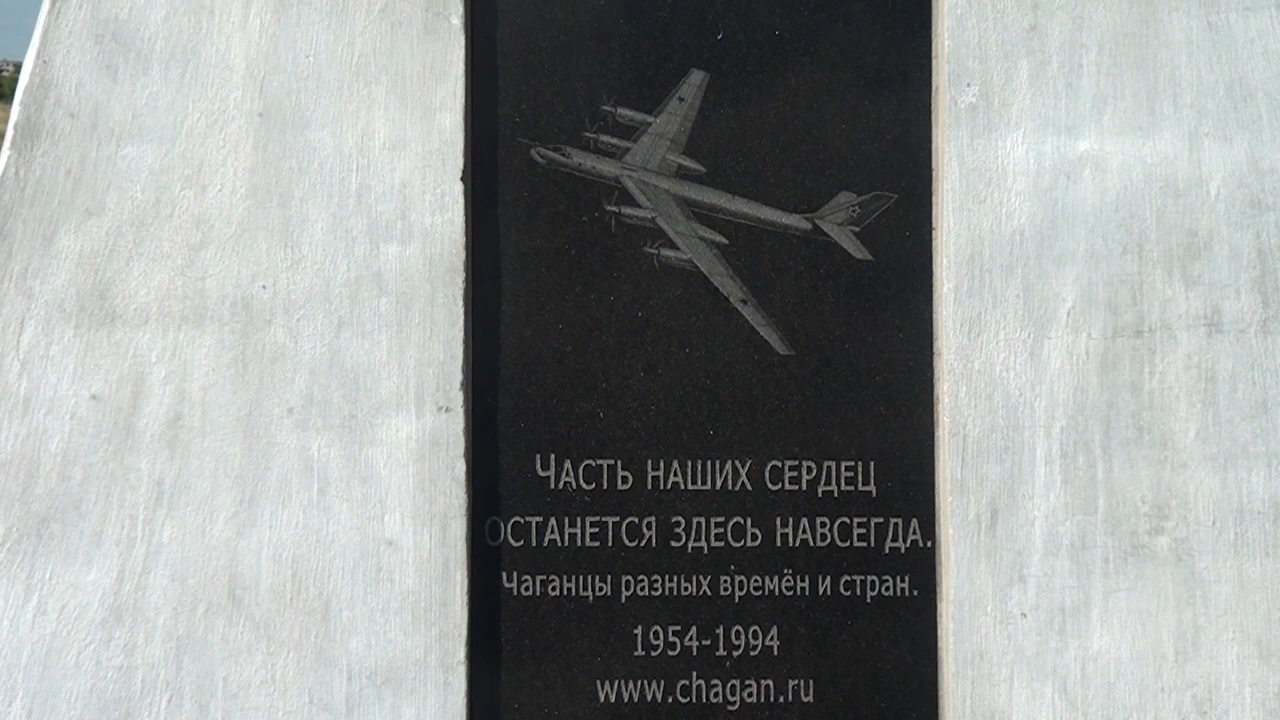 Часть наших сердец
останется здесь навсегда.
Чаганцы разных времён и стран.
1954-1994
www.chagan.ru